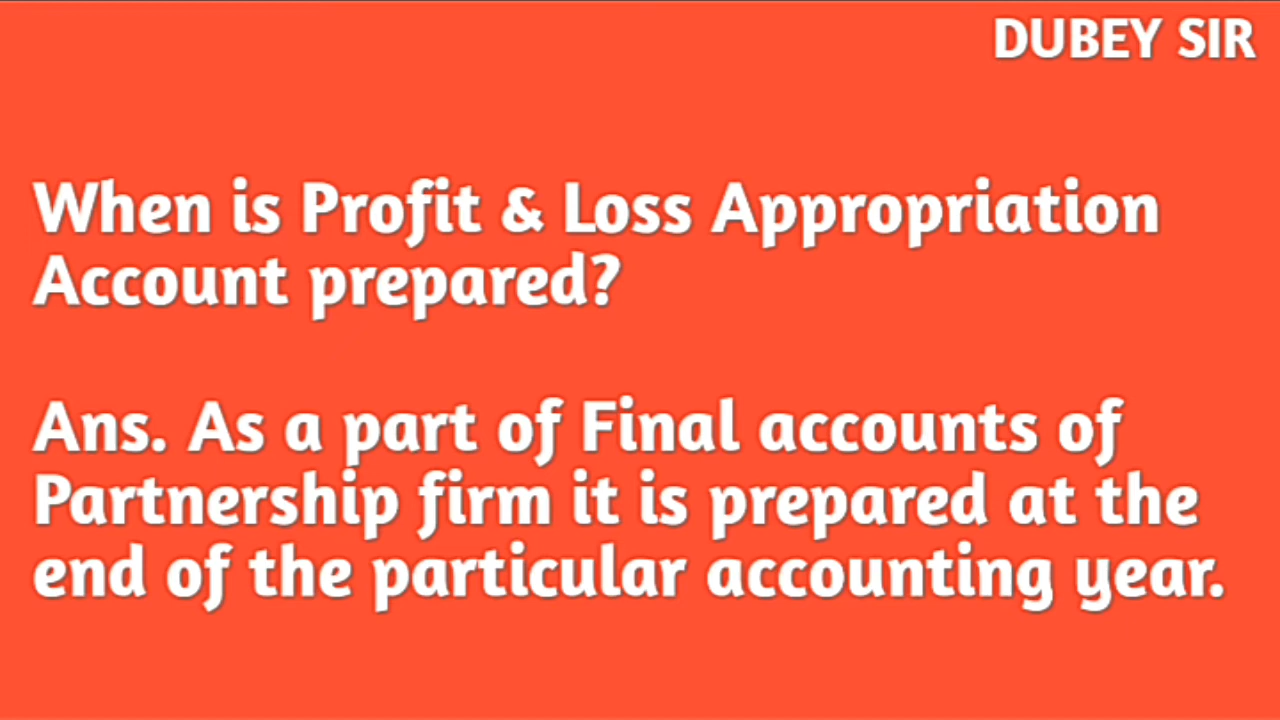 DUBEY SIR
When is Profit & Loss Appropriation
Account prepared?
Ans. As a part of Final accounts of
Partnership firm it is prepared at the
end of the particular accounting year.